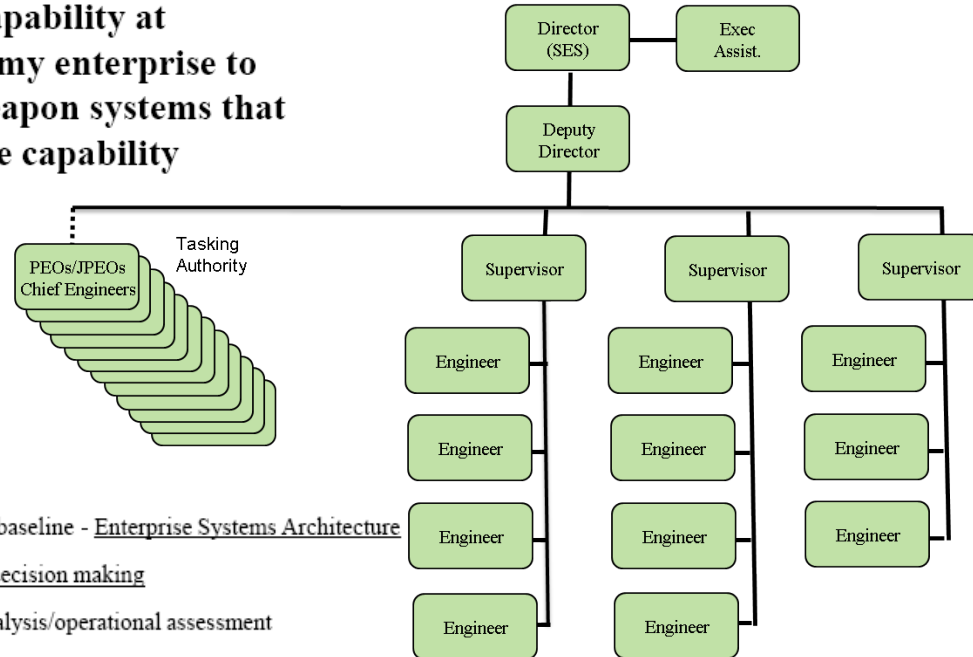 apability at
my enterprise to
eapon systems that
e capability
Director
(SES)
Exec
Assist.
Deputy
Director
PEOs/JPEOs
Chief Engineers
Tasking
Authority
Supervisor
Supervisor
Supervisor
Engineer
Engineer
Engineer
Engineer
Engineer
Engineer
Engineer
Engineer
Engineer
Engineer
Engineer
baseline - Enterprise Systems Architecture
ecision making
alysis/operational assessment